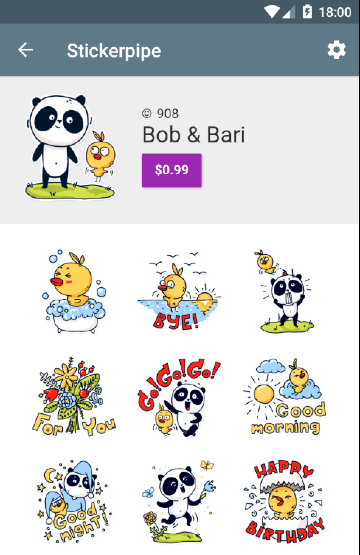 18:00
Stickerpipe
908
Bob & Bari
$0.99
BYE!
For You
Go! Go! Go!
Good
morning
Good
night!
HAPPY
BIRTHDAY